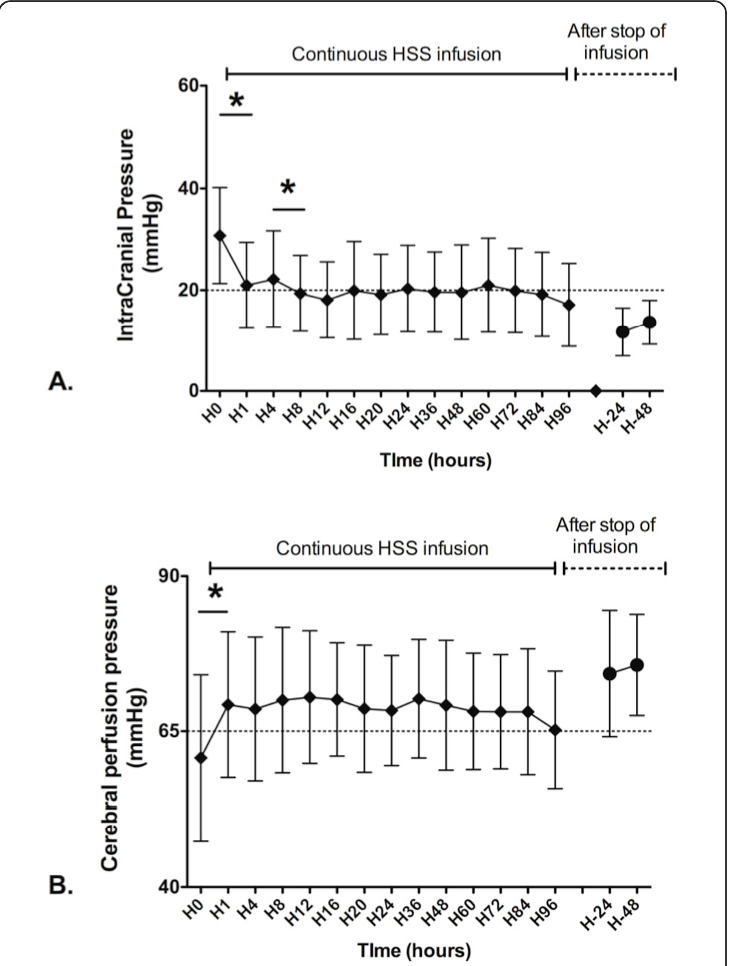 After stop of
infusion
Continuous HSS infusion
60
*
40
*
20
0
IntraCranial Pressure
(mmHg)
A.
H0 H1 H4 H8 H12 H16 H20 H24 H36 H48 H60 H72 H84 H96 H-24 H-48
TIme (hours)
After stop of
infusion
Continuous HSS infusion
90
*
65
40
Cerebral perfusion pressure
(mmHg)
B.
H0 H1 H4 H8 H12 H16 H20 H24 H36 H48 H60 H72 H84 H96 H-24 H-48
TIme (hours)